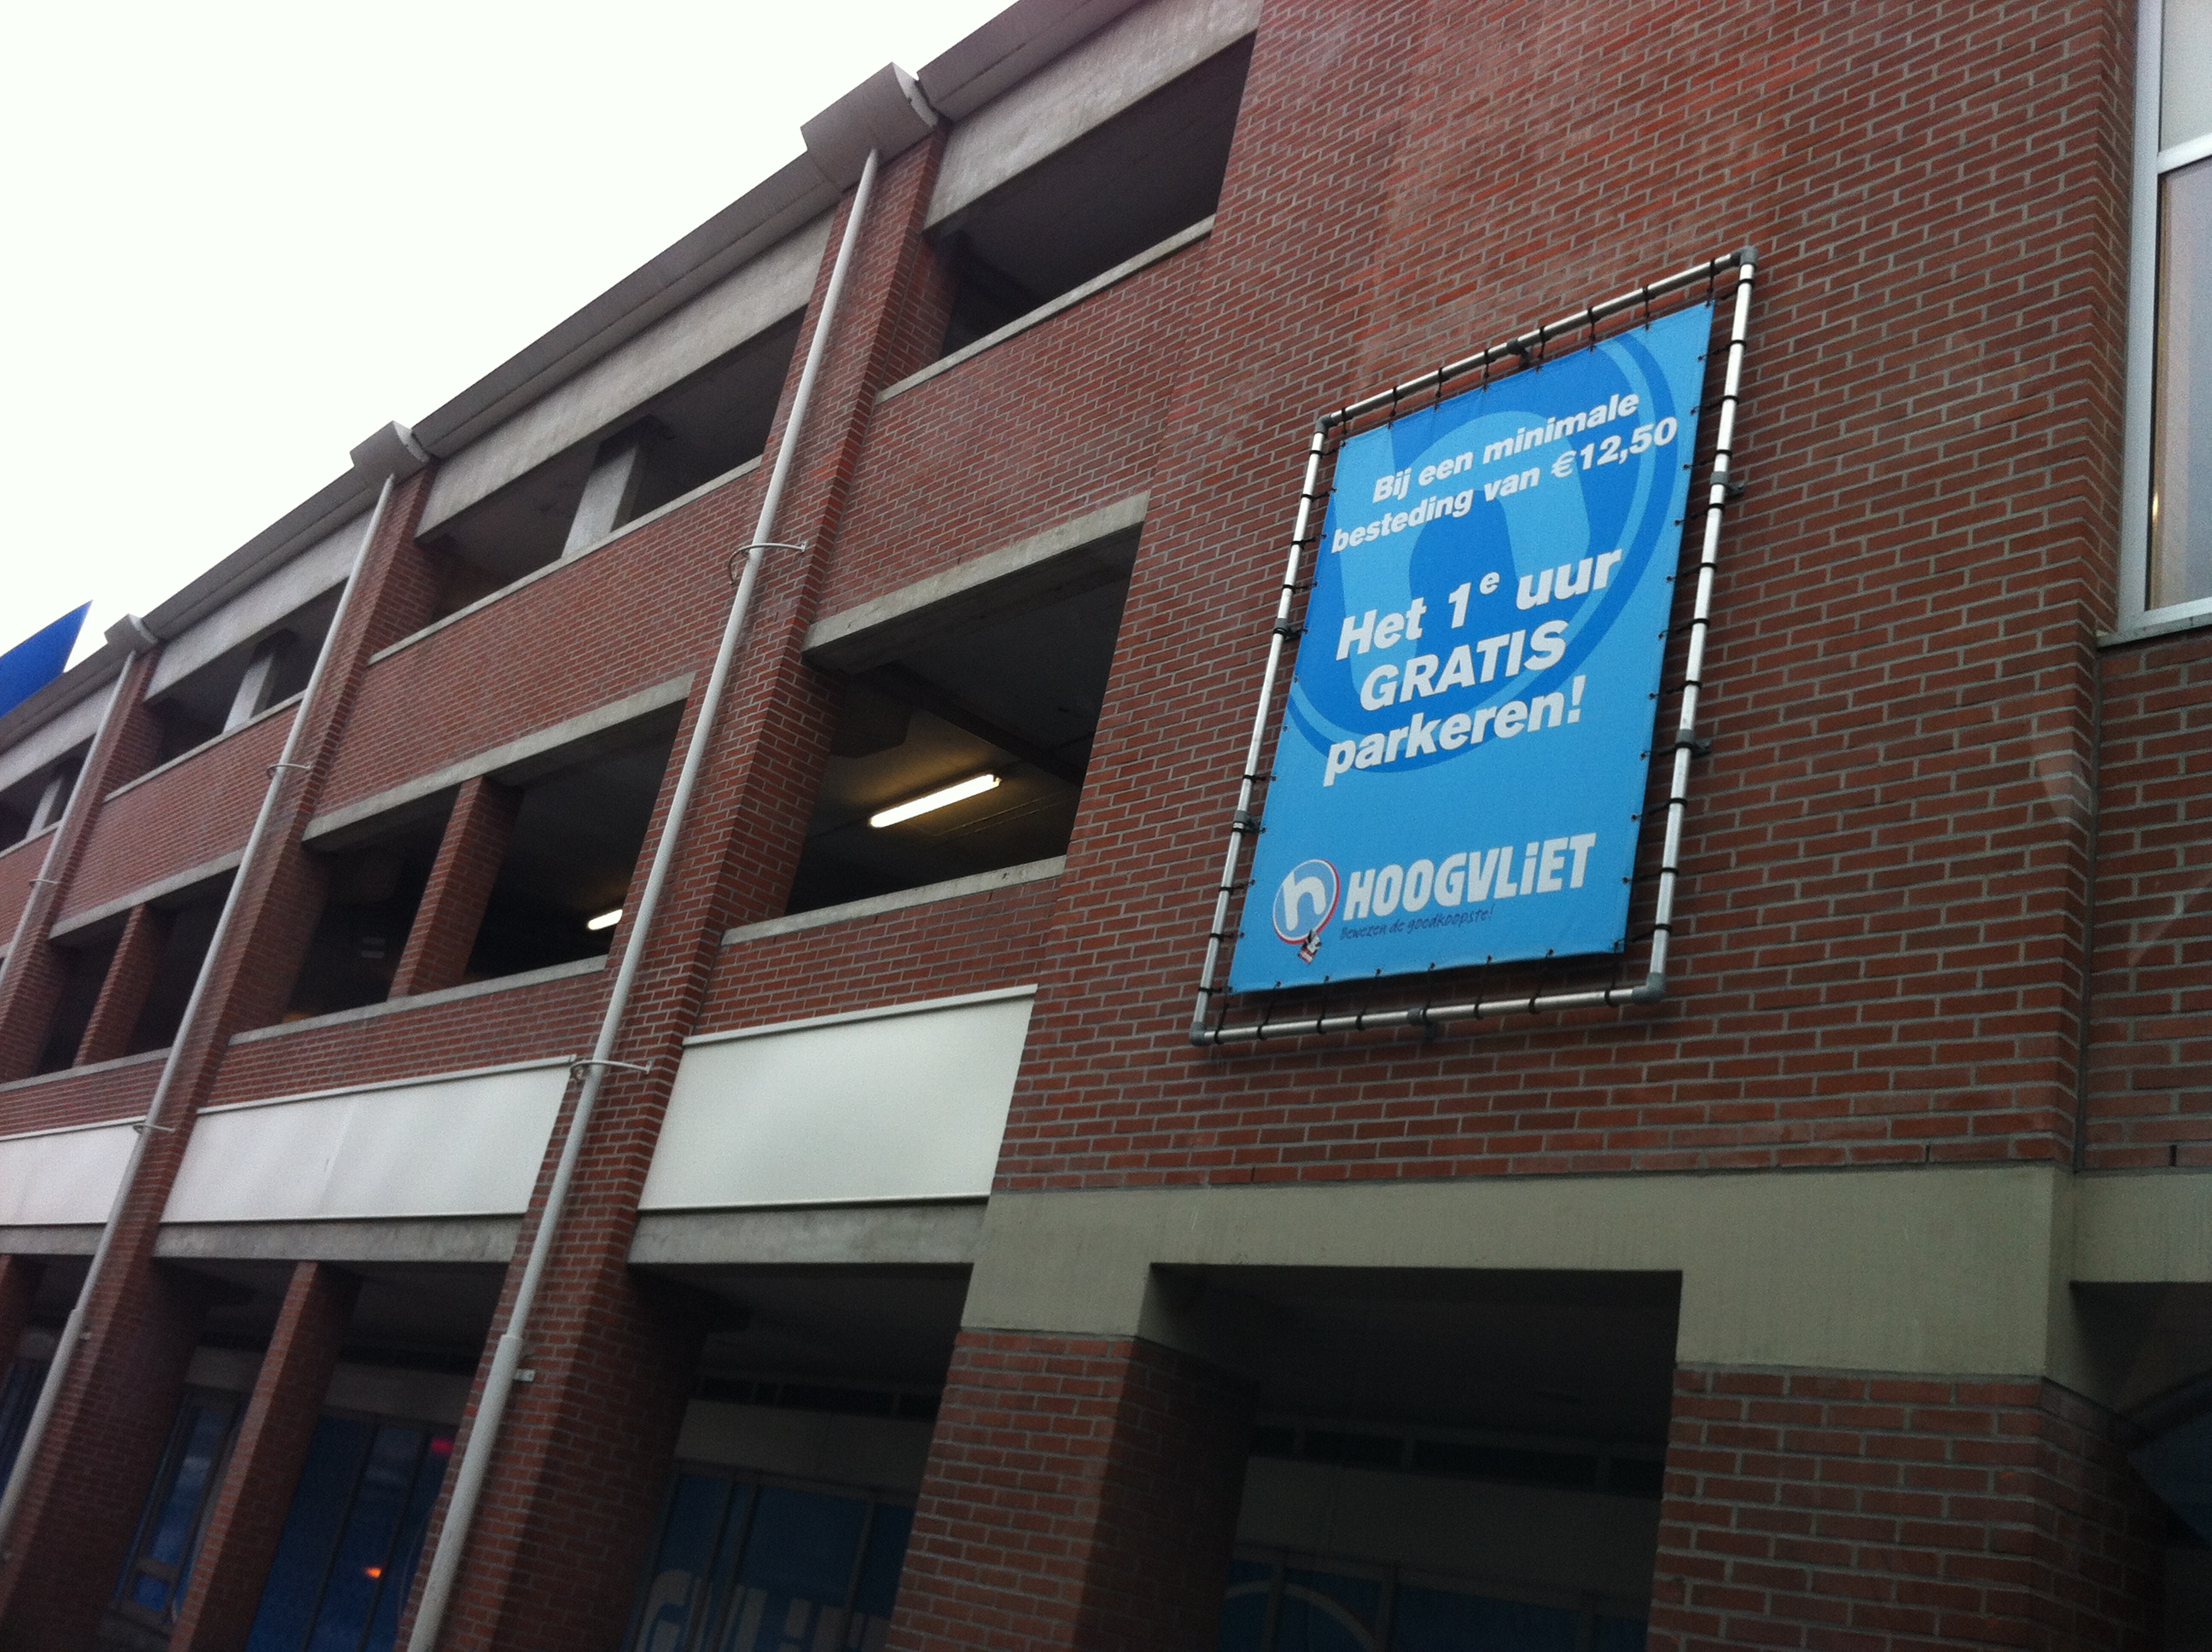 Bij een minimale
besteding van €12,50
Het 1e uur
GRATIS
parkeren!
n HOOGVLiET
Bewezen de goedkoopste!